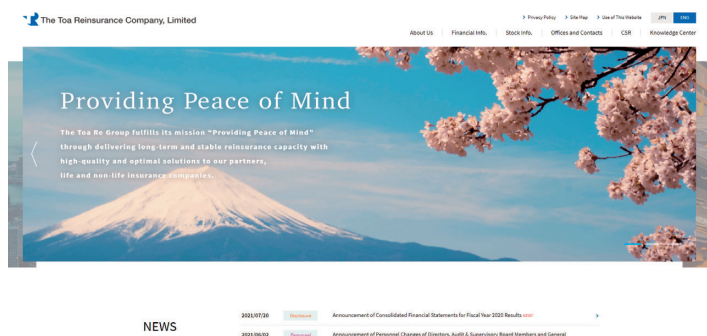 The Toa Reinsurance Company, Limited
Privacy Policy Site Map Use of This Website JPN ENG
About Us Financial Info. Stock Info. Offices and Contacts CSR Knowledge Center
Providing Peace of Mind
The Toa Re Group fulfills its mission "Providing Peace of Mind"
through delivering long-term and stable reinsurance capacity with
high-quality and optimal solutions to our partners,
life and non-life insurance companies.
NEWS
2021/07/20 Disclosure Announcement of Consolidated Financial Statements for Fiscal Year 2020 Results NEW!
2021/06/02 Personnel Announcement of Personnel Changes of Directors, Audit & Supervisory Board Members and General